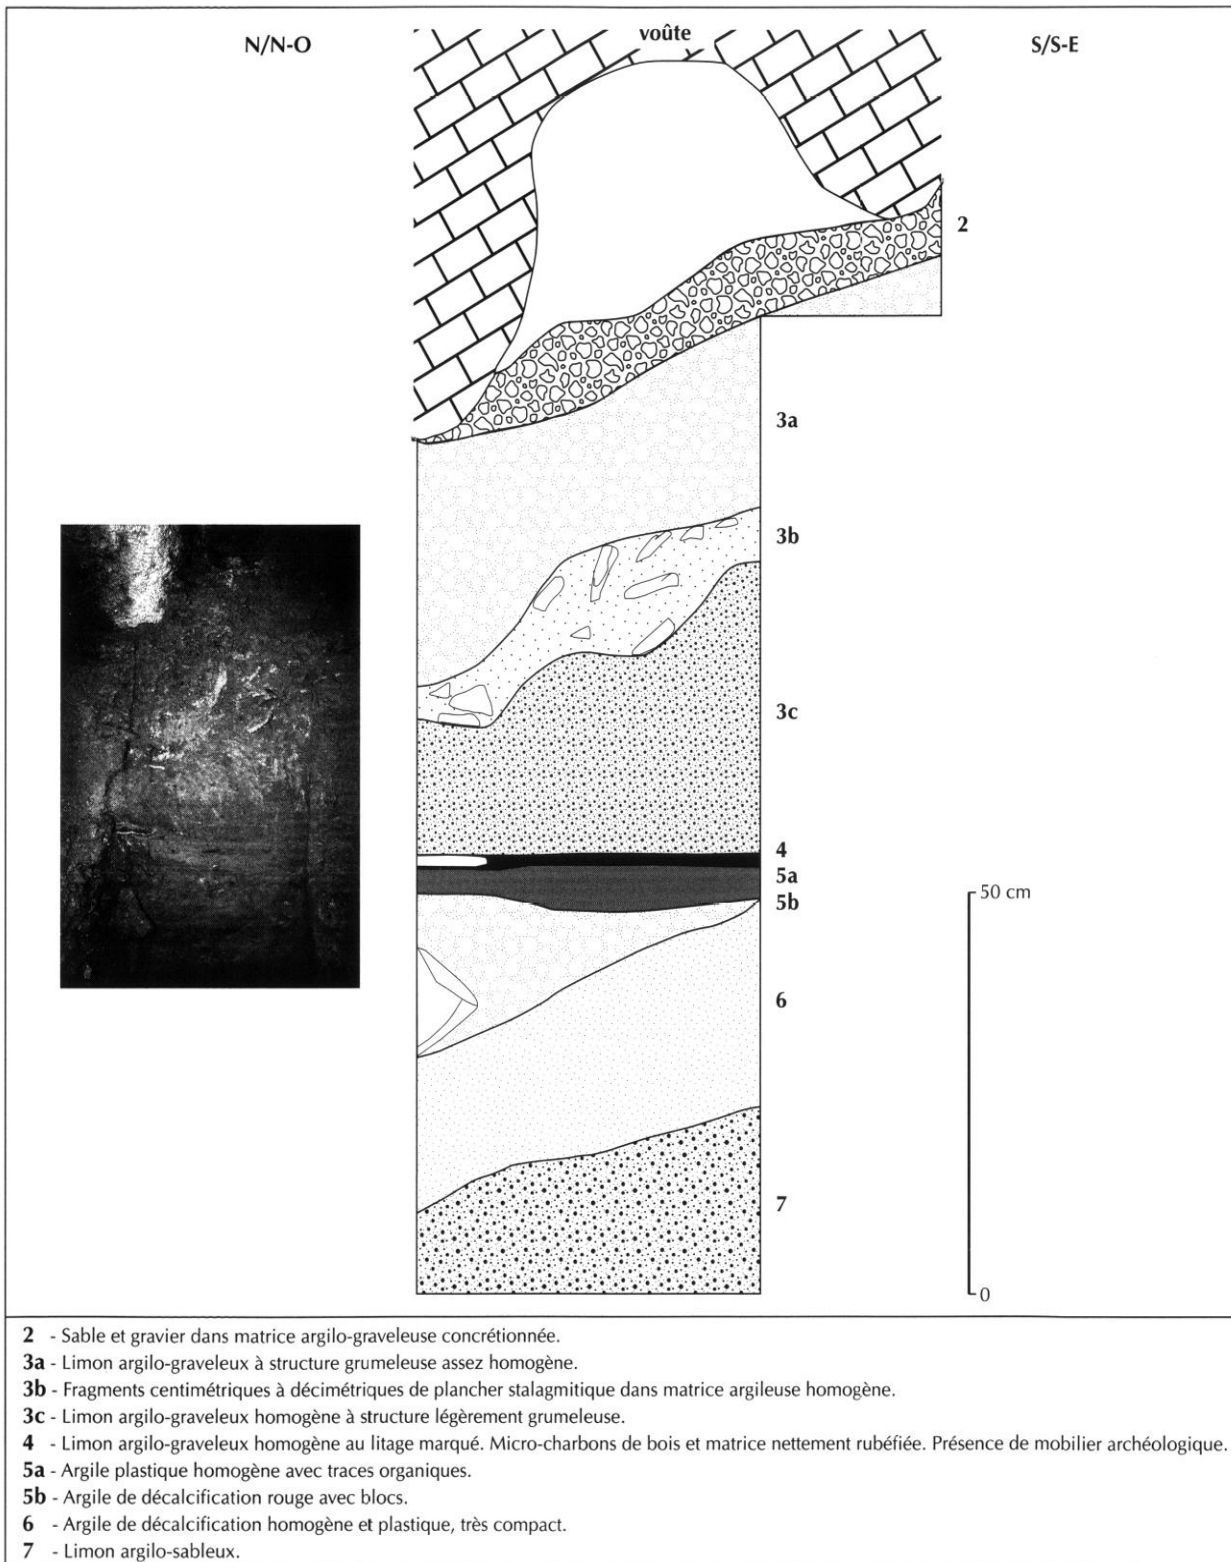 N/N-O
voûte
S/S-E
2
3a
3b
3c
4
5a
5b
50 cm
6
7
0
2 - Sable et gravier dans matrice argilo-graveleuse concrétionnée.
3a - Limon argilo-graveleux à structure grumeleuse assez homogène.
3b - Fragments centimétriques à décimétriques de plancher stalagmitique dans matrice argileuse homogène.
3c - Limon argilo-graveleux homogène à structure légèrement grumeleuse.
4 - Limon argilo-graveleux homogène au litage marqué. Micro-charbons de bois et matrice nettement rubéfiée. Présence de mobilier archéologique.
5a - Argile plastique homogène avec traces organiques.
5b - Argile de décalcification rouge avec blocs.
6 - Argile de décalcification homogène et plastique, très compact.
7 - Limon argilo-sableux.